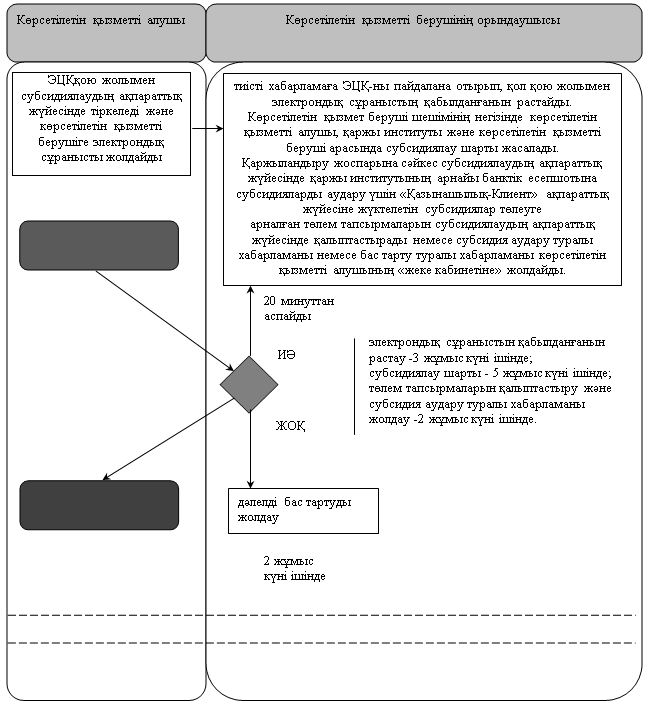 Көрсетілетін қызметті алушы
Көрсетілетін қызметті берушінің орындаушысы
ЭЦҚқою жолымен
субсидиялаудың ақпараттық
жүйесінде тіркеледі және
көрсетілетін қызметті
берушіге электрондық
сұранысты жолдайды
тиісті хабарламаға ЭЦҚ-ны пайдалана отырып, қол қою жолымен
электрондық сұраныстың қабылданғанын растайды.
Көрсетілетін қызмет беруші шешімінің негізінде көрсетілетін
қызметті алушы, қаржы институты және көрсетілетін қызметті
беруші арасында субсидиялау шарты жасалады.
Қаржыландыру жоспарына сәйкес субсидиялаудың ақпараттық
жүйесінде қаржы институтының арнайы банктік есепшотына
субсидияларды аудару үшін «Қазынашылық-Клиент» ақпараттық
жүйесіне жүктелетін субсидиялар төлеуге
арналған төлем тапсырмаларын субсидиялаудың ақпараттық
жүйесінде қалыптастырады немесе субсидия аудару туралы
хабарламаны немесе бас тарту туралы хабарламаны көрсетілетін
қызметті алушының «жеке кабинетіне» жолдайды.
20 минуттан
аспайды
ИӘ
электрондық сұраныстын қабылданғанын
растау -3 жұмыс күні ішінде;
субсидиялау шарты - 5 жұмыс күні ішінде;
төлем тапсырмаларын қалыптастыру және
субсидия аудару туралы хабарламаны
жолдау -2 жұмыс күні ішінде.
ЖОҚ
дәлелді бас тартуды
жолдау
2 жұмыс
күні ішінде